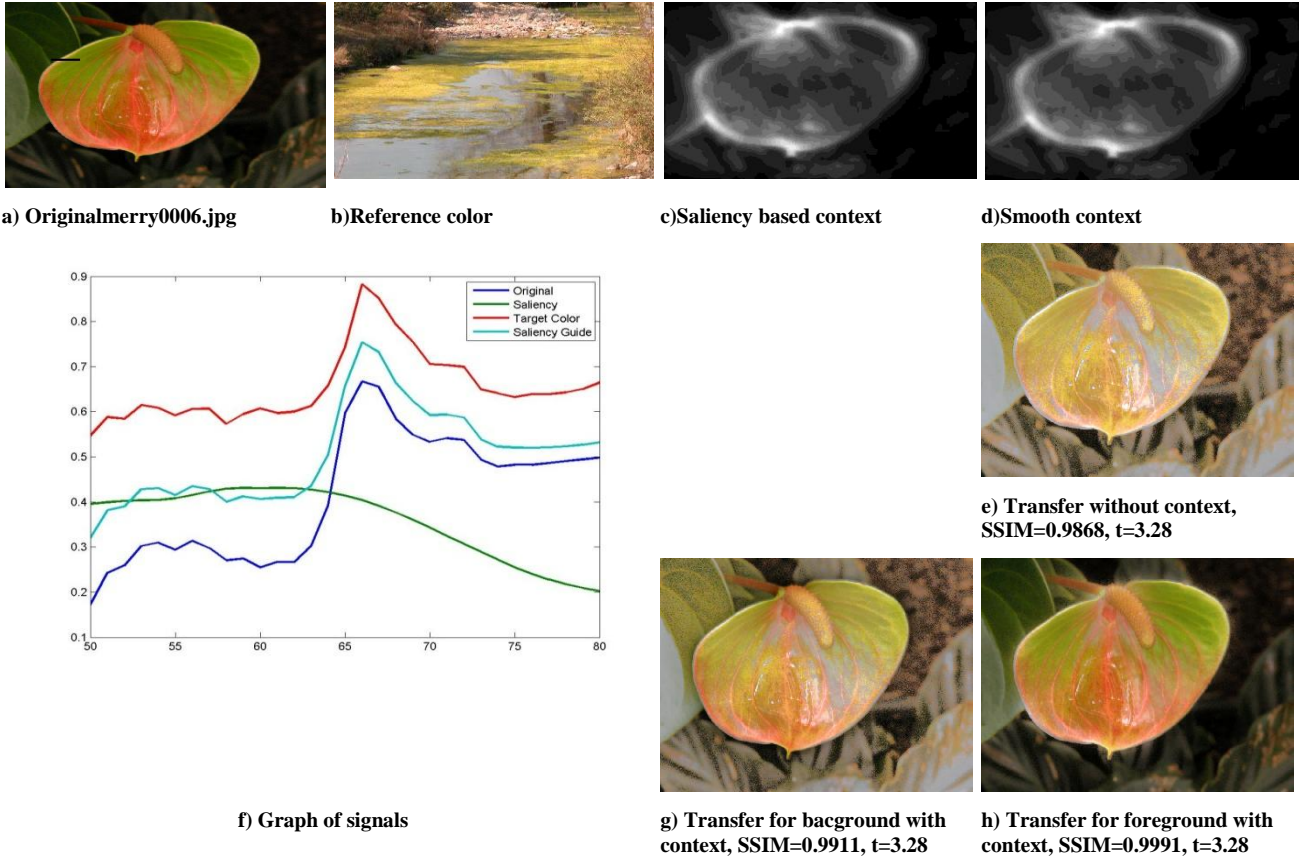 a) Originalmerry0006.jpg
b)Reference color
c)Saliency based context
d)Smooth context
0.9
0.8
0.7
0.6
0.5
0.4
0.3
0.2
0.1
50
55
60
65
70
75
80
Original
Saliency
Target Color
Saliency Guide
e) Transfer without context,
SSIM=0.9868, t=3.28
f) Graph of signals
g) Transfer for bacground with
context, SSIM=0.9911, t=3.28
h) Transfer for foreground with
context, SSIM=0.9991, t=3.28